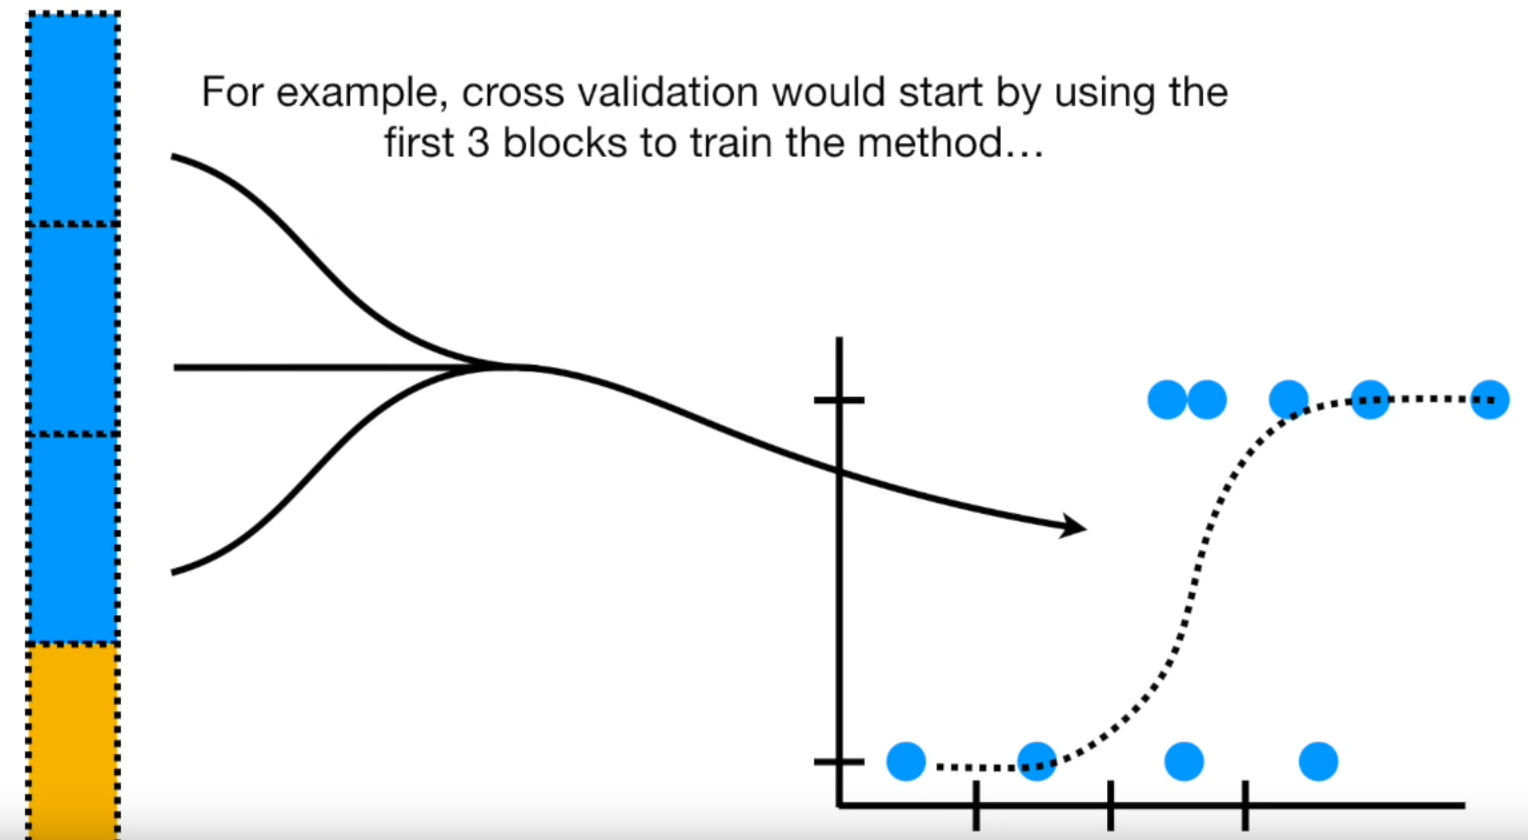 For example, cross validation would start by using the
first 3 blocks to train the method…